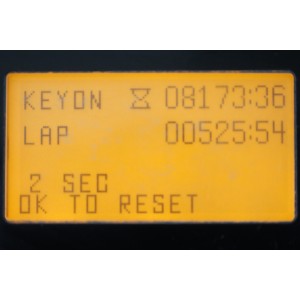 KEYON ⧖ 08173:36
LAP 00525:54
2 SEC
OK TO RESET